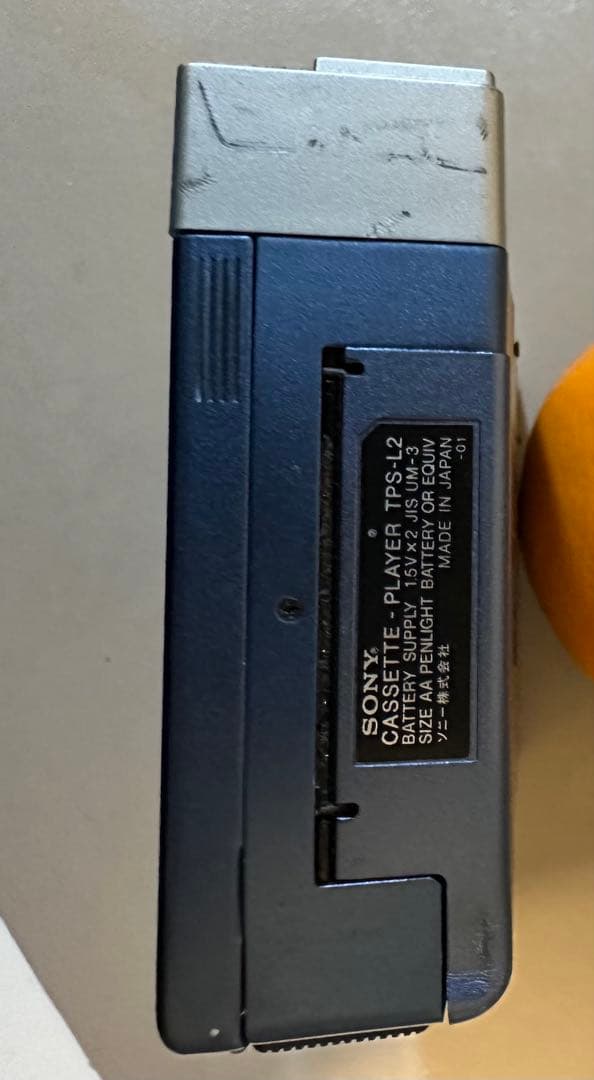 SONY®
CASSETTE-PLAYER TPS-L2
BATTERY SUPPLY 1.5V×2 JIS UM-3
SIZE AA PENLIGHT BATTERY OR EQUIV
ソニー株式会社 MADE IN JAPAN
-01